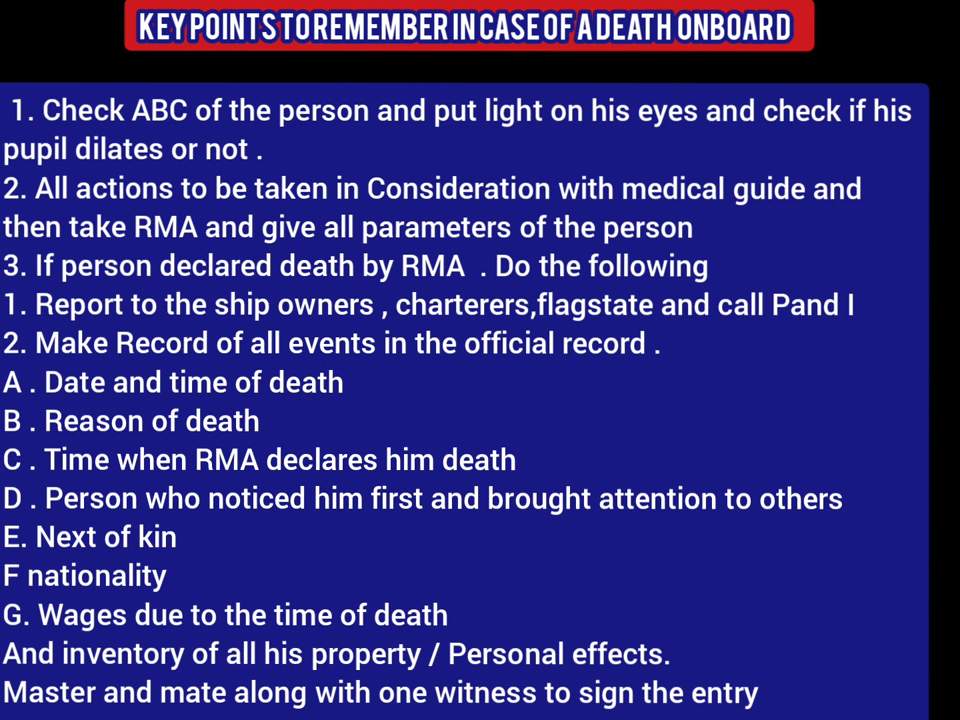 KEY POINTS TO REMEMBER IN CASE OF A DEATH ONBOARD
1. Check ABC of the person and put light on his eyes and check if his
pupil dilates or not .
2. All actions to be taken in Consideration with medical guide and
then take RMA and give all parameters of the person
3. If person declared death by RMA . Do the following
1. Report to the ship owners , charterers,flagstate and call Pand I
2. Make Record of all events in the official record .
A . Date and time of death
B . Reason of death
C . Time when RMA declares him death
D . Person who noticed him first and brought attention to others
E. Next of kin
F nationality
G. Wages due to the time of death
And inventory of all his property / Personal effects.
Master and mate along with one witness to sign the entry